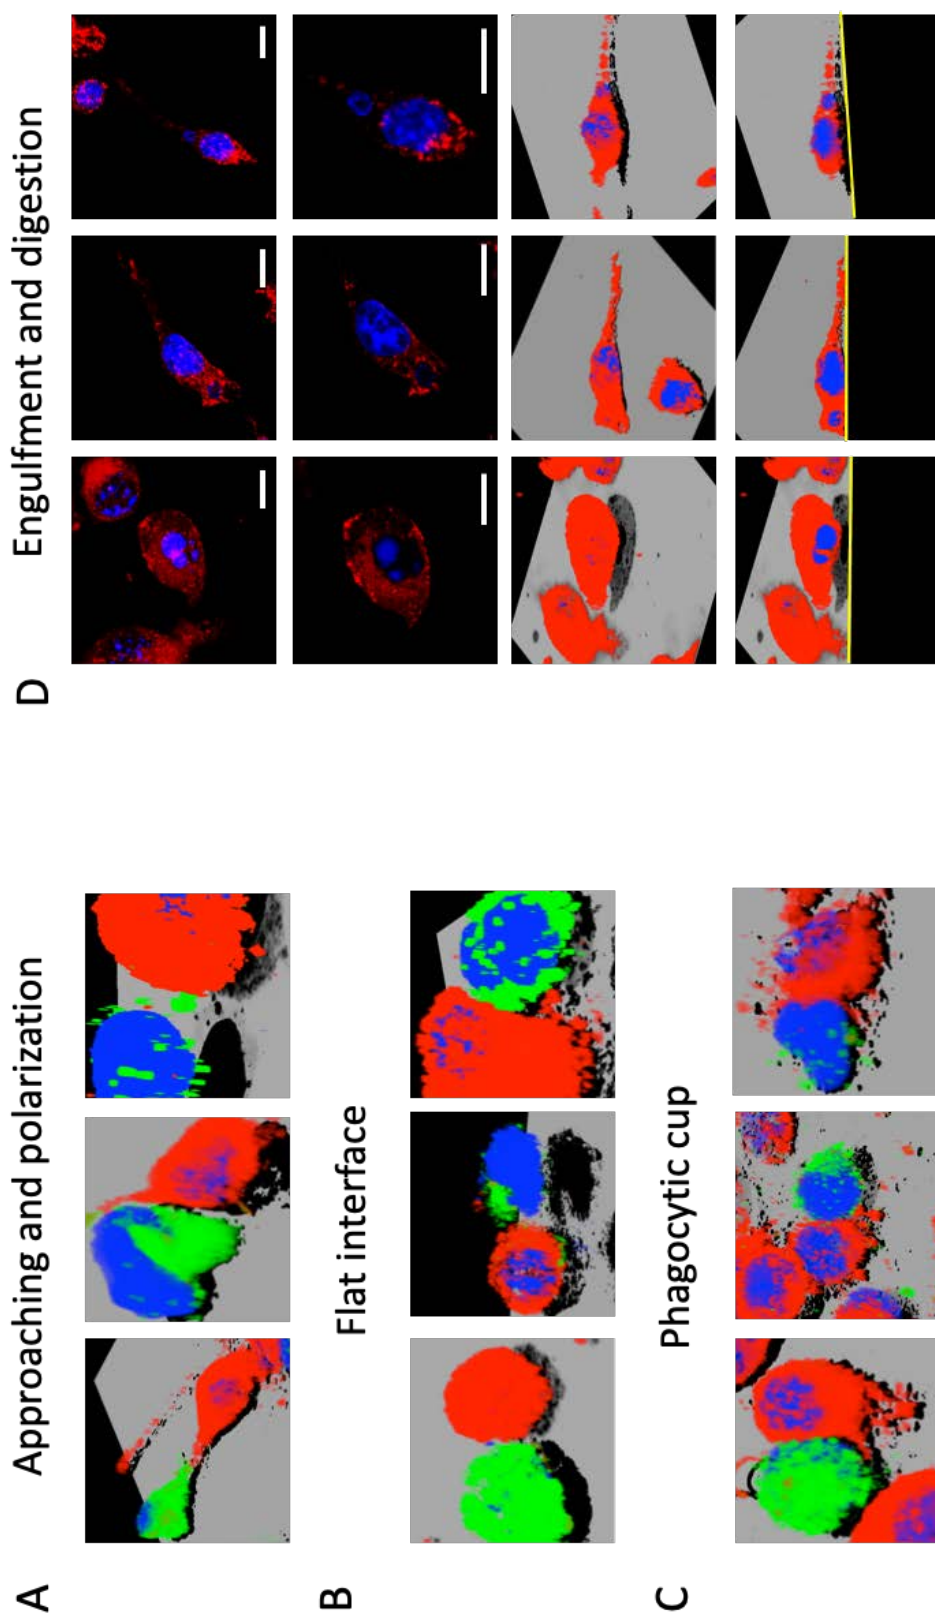 A
Approaching and polarization
B
Flat interface
C
Phagocytic cup
D
Engulfment and digestion